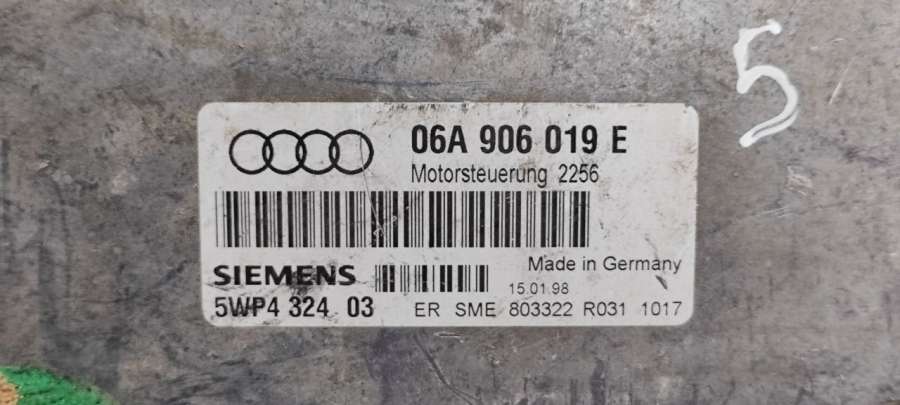 5
06A 906 019 E
Motorsteuerung 2256
SIEMENS
Made in Germany
15.01.98
5WP4 324 03
ER SME 803322 R031 1017